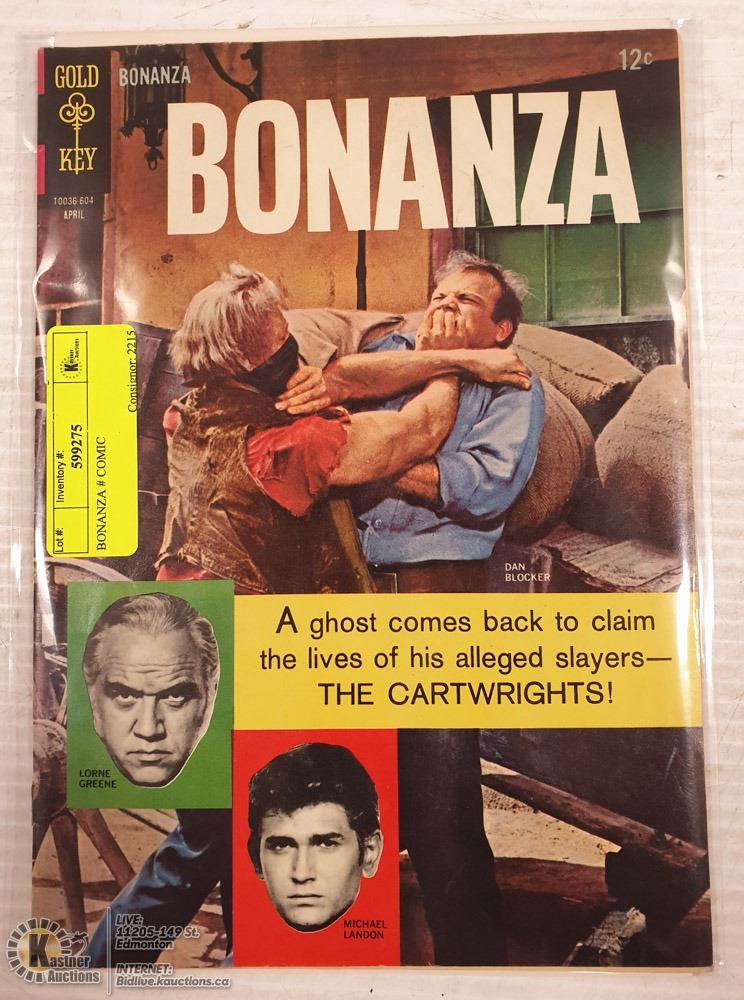 GOLD
KEY
BONANZA
12¢
BONANZA
10036-604
APRIL
Lot #:
Inventory #:
599275
Kastner
Auctions
BONANZA # COMIC
Consignor: 2215
DAN
BLOCKER
A ghost comes back to claim
the lives of his alleged slayers—
THE CARTWRIGHTS!
LORNE
GREENE
MICHAEL
LANDON
Kastner
Auctions
LIVE:
11205-149 St.
Edmonton
INTERNET:
Bidlive.kauctions.ca